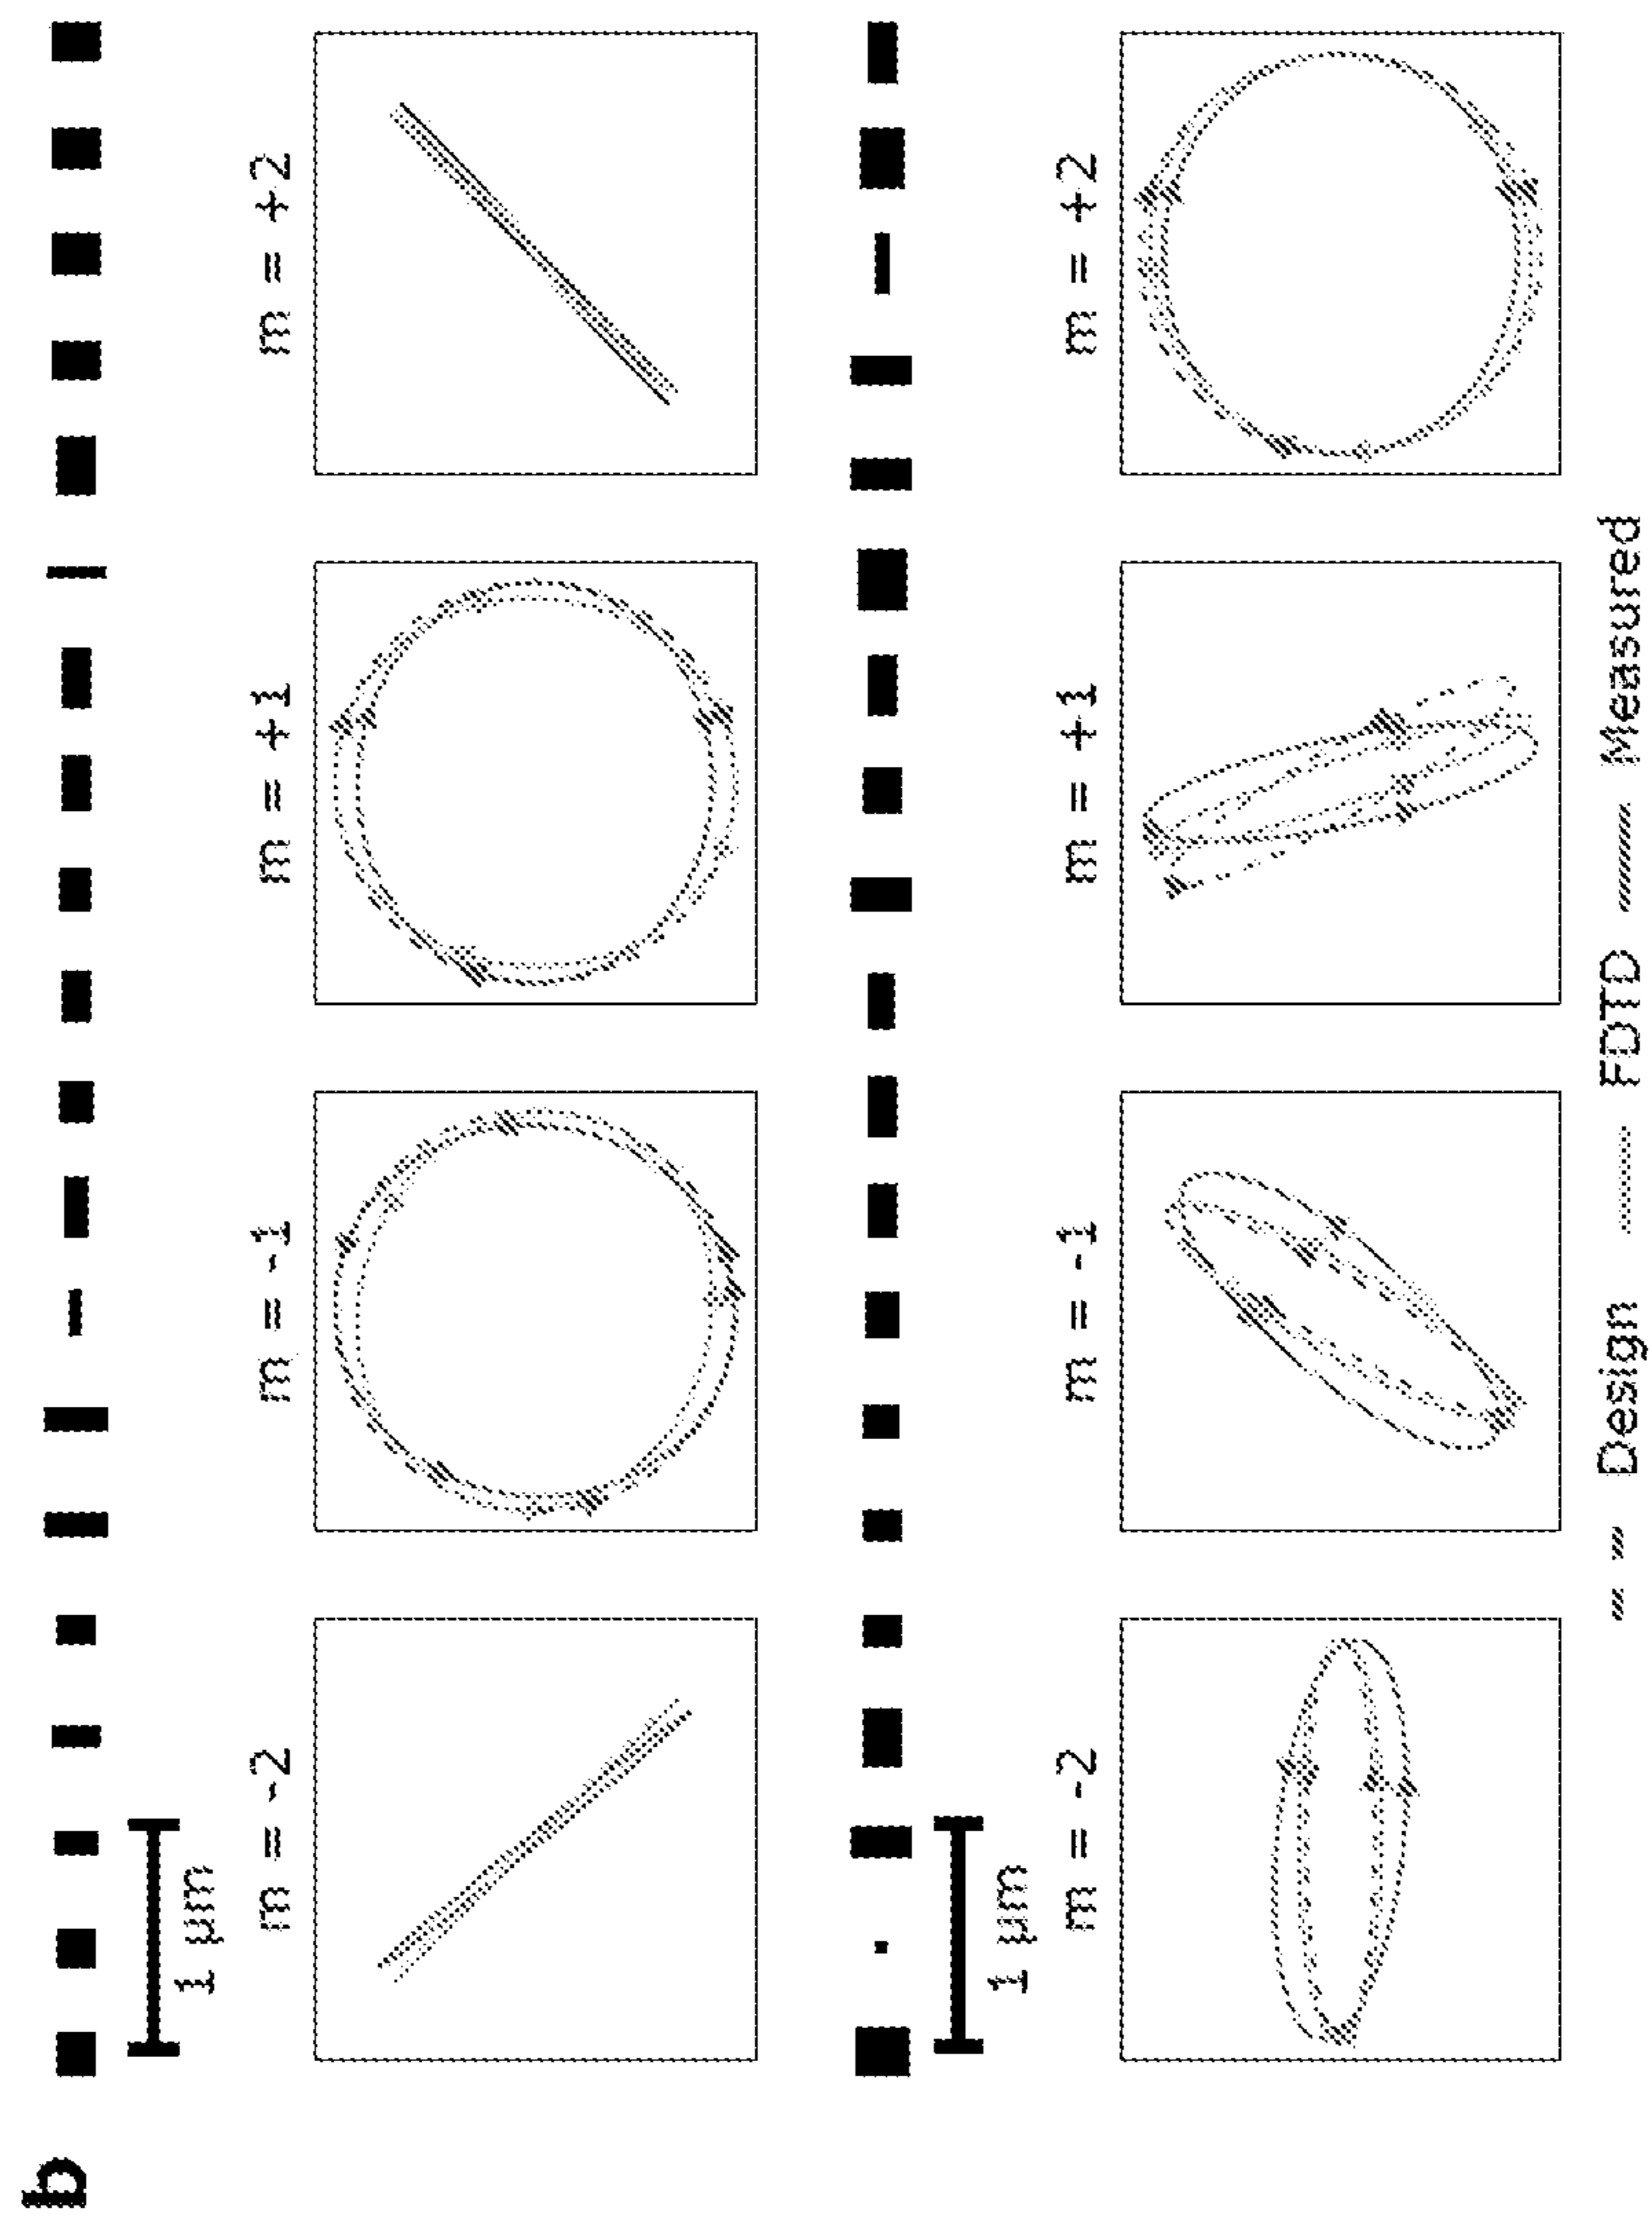 b
1 μm
m = -2
m = -1
m = +1
m = +2
1 μm
m = -2
m = -1
m = +1
m = +2
Design FDTD Measured